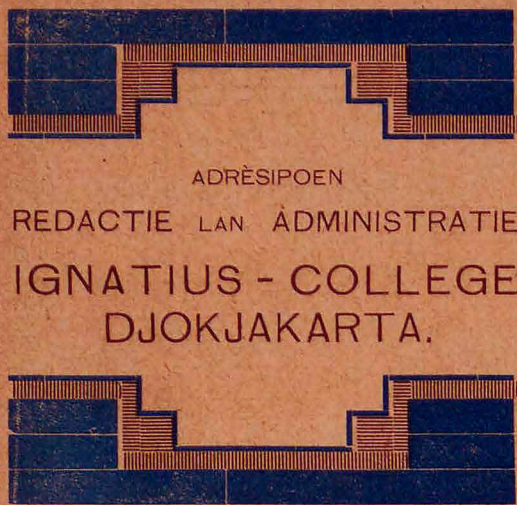 ADRÈSIPOEN
REDACTIE LAN ADMINISTRATIE
IGNATIUS - COLLEGE
DJOKJAKARTA.